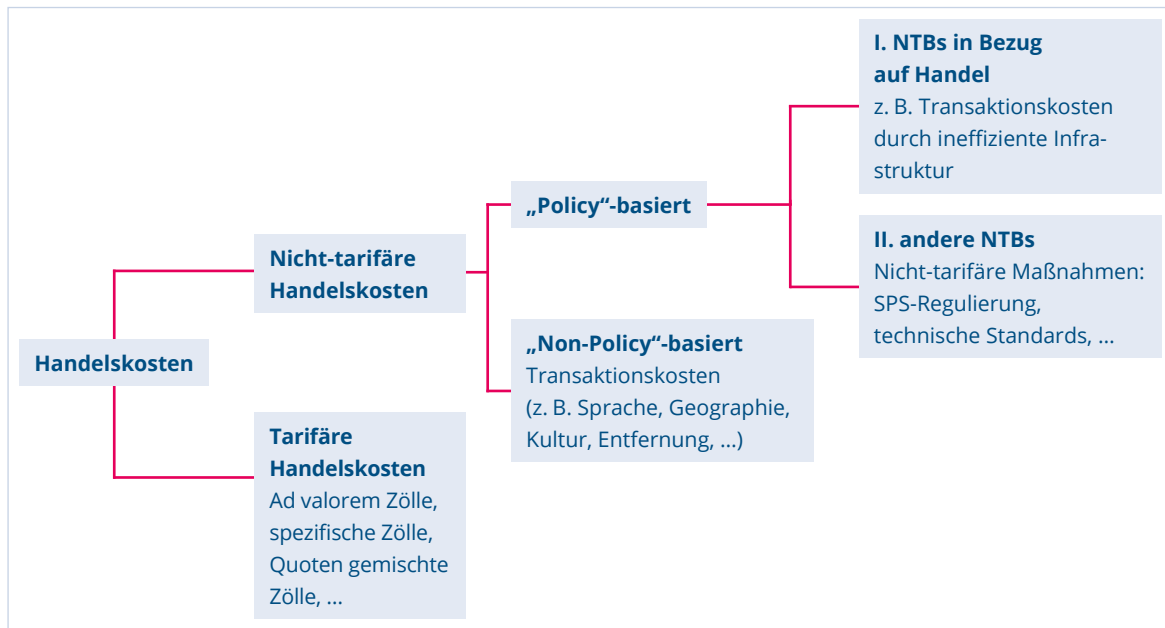 I. NTBs in Bezug
auf Handel
z. B. Transaktionskosten
durch ineffiziente Infra-
struktur
„Policy“-basiert
II. andere NTBs
Nicht-tarifäre Maßnahmen:
SPS-Regulierung,
technische Standards, ...
Nicht-tarifäre
Handelskosten
„Non-Policy“-basiert
Transaktionskosten
(z. B. Sprache, Geographie,
Kultur, Entfernung, ...)
Handelskosten
Tarifäre
Handelskosten
Ad valorem Zölle,
spezifische Zölle,
Quoten gemischte
Zölle, ...